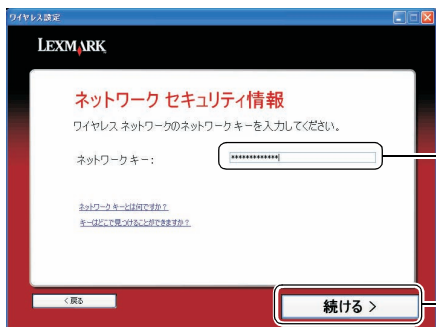 ワイヤレス設定
LEXMARK
ネットワーク セキュリティ情報
ワイヤレス ネットワークのネットワークキーを入力してください。
ネットワークキー： *************
ネットワーク キーとは何ですか？
キーはどこで見つけることができますか？
< 戻る
続ける >